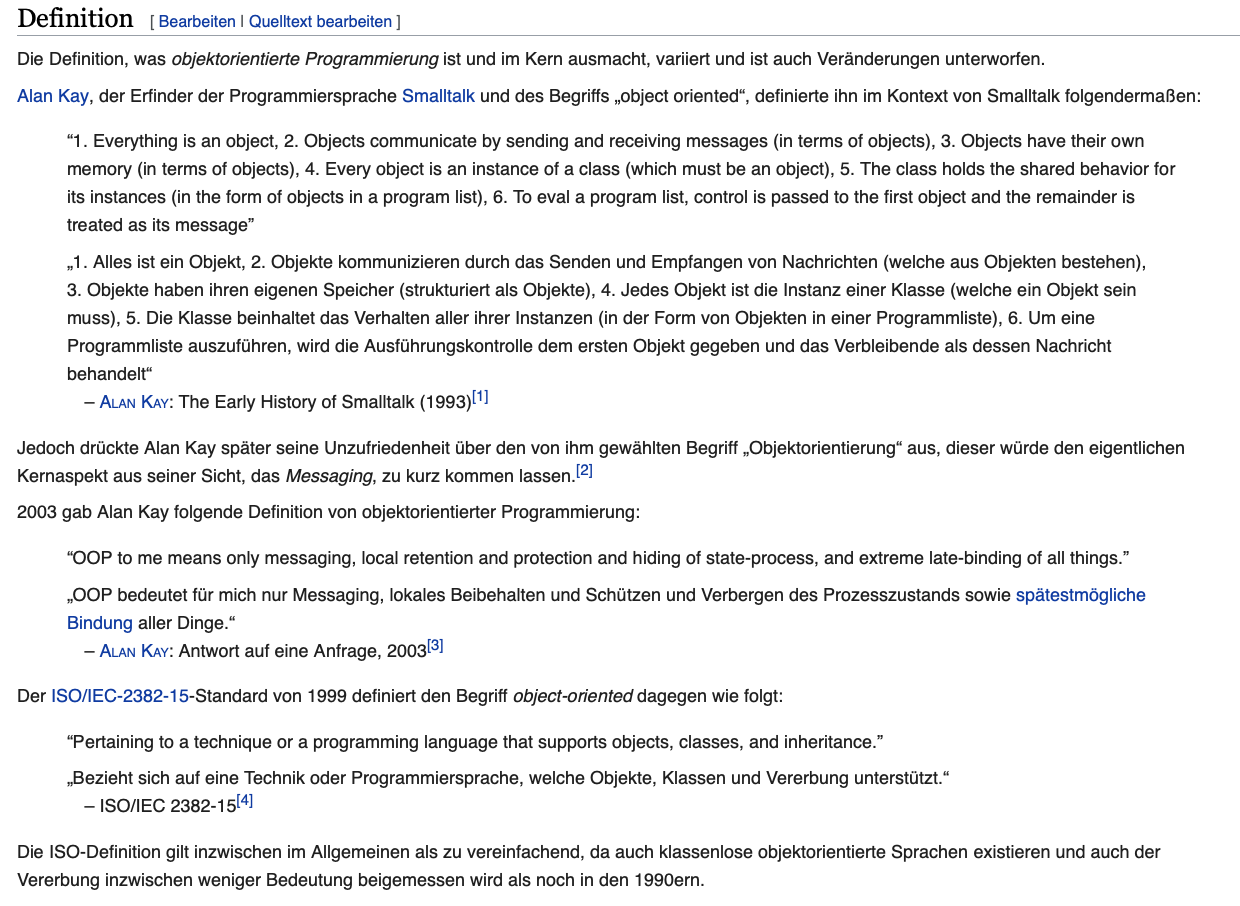 Definition [ Bearbeiten | Quelltext bearbeiten ]
Die Definition, was objektorientierte Programmierung ist und im Kern ausmacht, variiert und ist auch Veränderungen unterworfen.
Alan Kay, der Erfinder der Programmiersprache Smalltalk und des Begriffs „object oriented“, definierte ihn im Kontext von Smalltalk folgendermaßen:
“1. Everything is an object, 2. Objects communicate by sending and receiving messages (in terms of objects), 3. Objects have their own
memory (in terms of objects), 4. Every object is an instance of a class (which must be an object), 5. The class holds the shared behavior for
its instances (in the form of objects in a program list), 6. To eval a program list, control is passed to the first object and the remainder is
treated as its message”
„1. Alles ist ein Objekt, 2. Objekte kommunizieren durch das Senden und Empfangen von Nachrichten (welche aus Objekten bestehen),
3. Objekte haben ihren eigenen Speicher (strukturiert als Objekte), 4. Jedes Objekt ist die Instanz einer Klasse (welche ein Objekt sein
muss), 5. Die Klasse beinhaltet das Verhalten aller ihrer Instanzen (in der Form von Objekten in einer Programmliste), 6. Um eine
Programmliste auszuführen, wird die Ausführungskontrolle dem ersten Objekt gegeben und das Verbleibende als dessen Nachricht
behandelt“
– ALAN KAY: The Early History of Smalltalk (1993)[1]
Jedoch drückte Alan Kay später seine Unzufriedenheit über den von ihm gewählten Begriff „Objektorientierung“ aus, dieser würde den eigentlichen
Kernaspekt aus seiner Sicht, das Messaging, zu kurz kommen lassen.[2]
2003 gab Alan Kay folgende Definition von objektorientierter Programmierung:
“OOP to me means only messaging, local retention and protection and hiding of state-process, and extreme late-binding of all things.”
„OOP bedeutet für mich nur Messaging, lokales Beibehalten und Schützen und Verbergen des Prozesszustands sowie spätestmögliche
Bindung aller Dinge.“
– ALAN KAY: Antwort auf eine Anfrage, 2003[3]
Der ISO/IEC-2382-15-Standard von 1999 definiert den Begriff object-oriented dagegen wie folgt:
“Pertaining to a technique or a programming language that supports objects, classes, and inheritance.”
„Bezieht sich auf eine Technik oder Programmiersprache, welche Objekte, Klassen und Vererbung unterstützt.“
– ISO/IEC 2382-15[4]
Die ISO-Definition gilt inzwischen im Allgemeinen als zu vereinfachend, da auch klassenlose objektorientierte Sprachen existieren und auch der
Vererbung inzwischen weniger Bedeutung beigemessen wird als noch in den 1990ern.